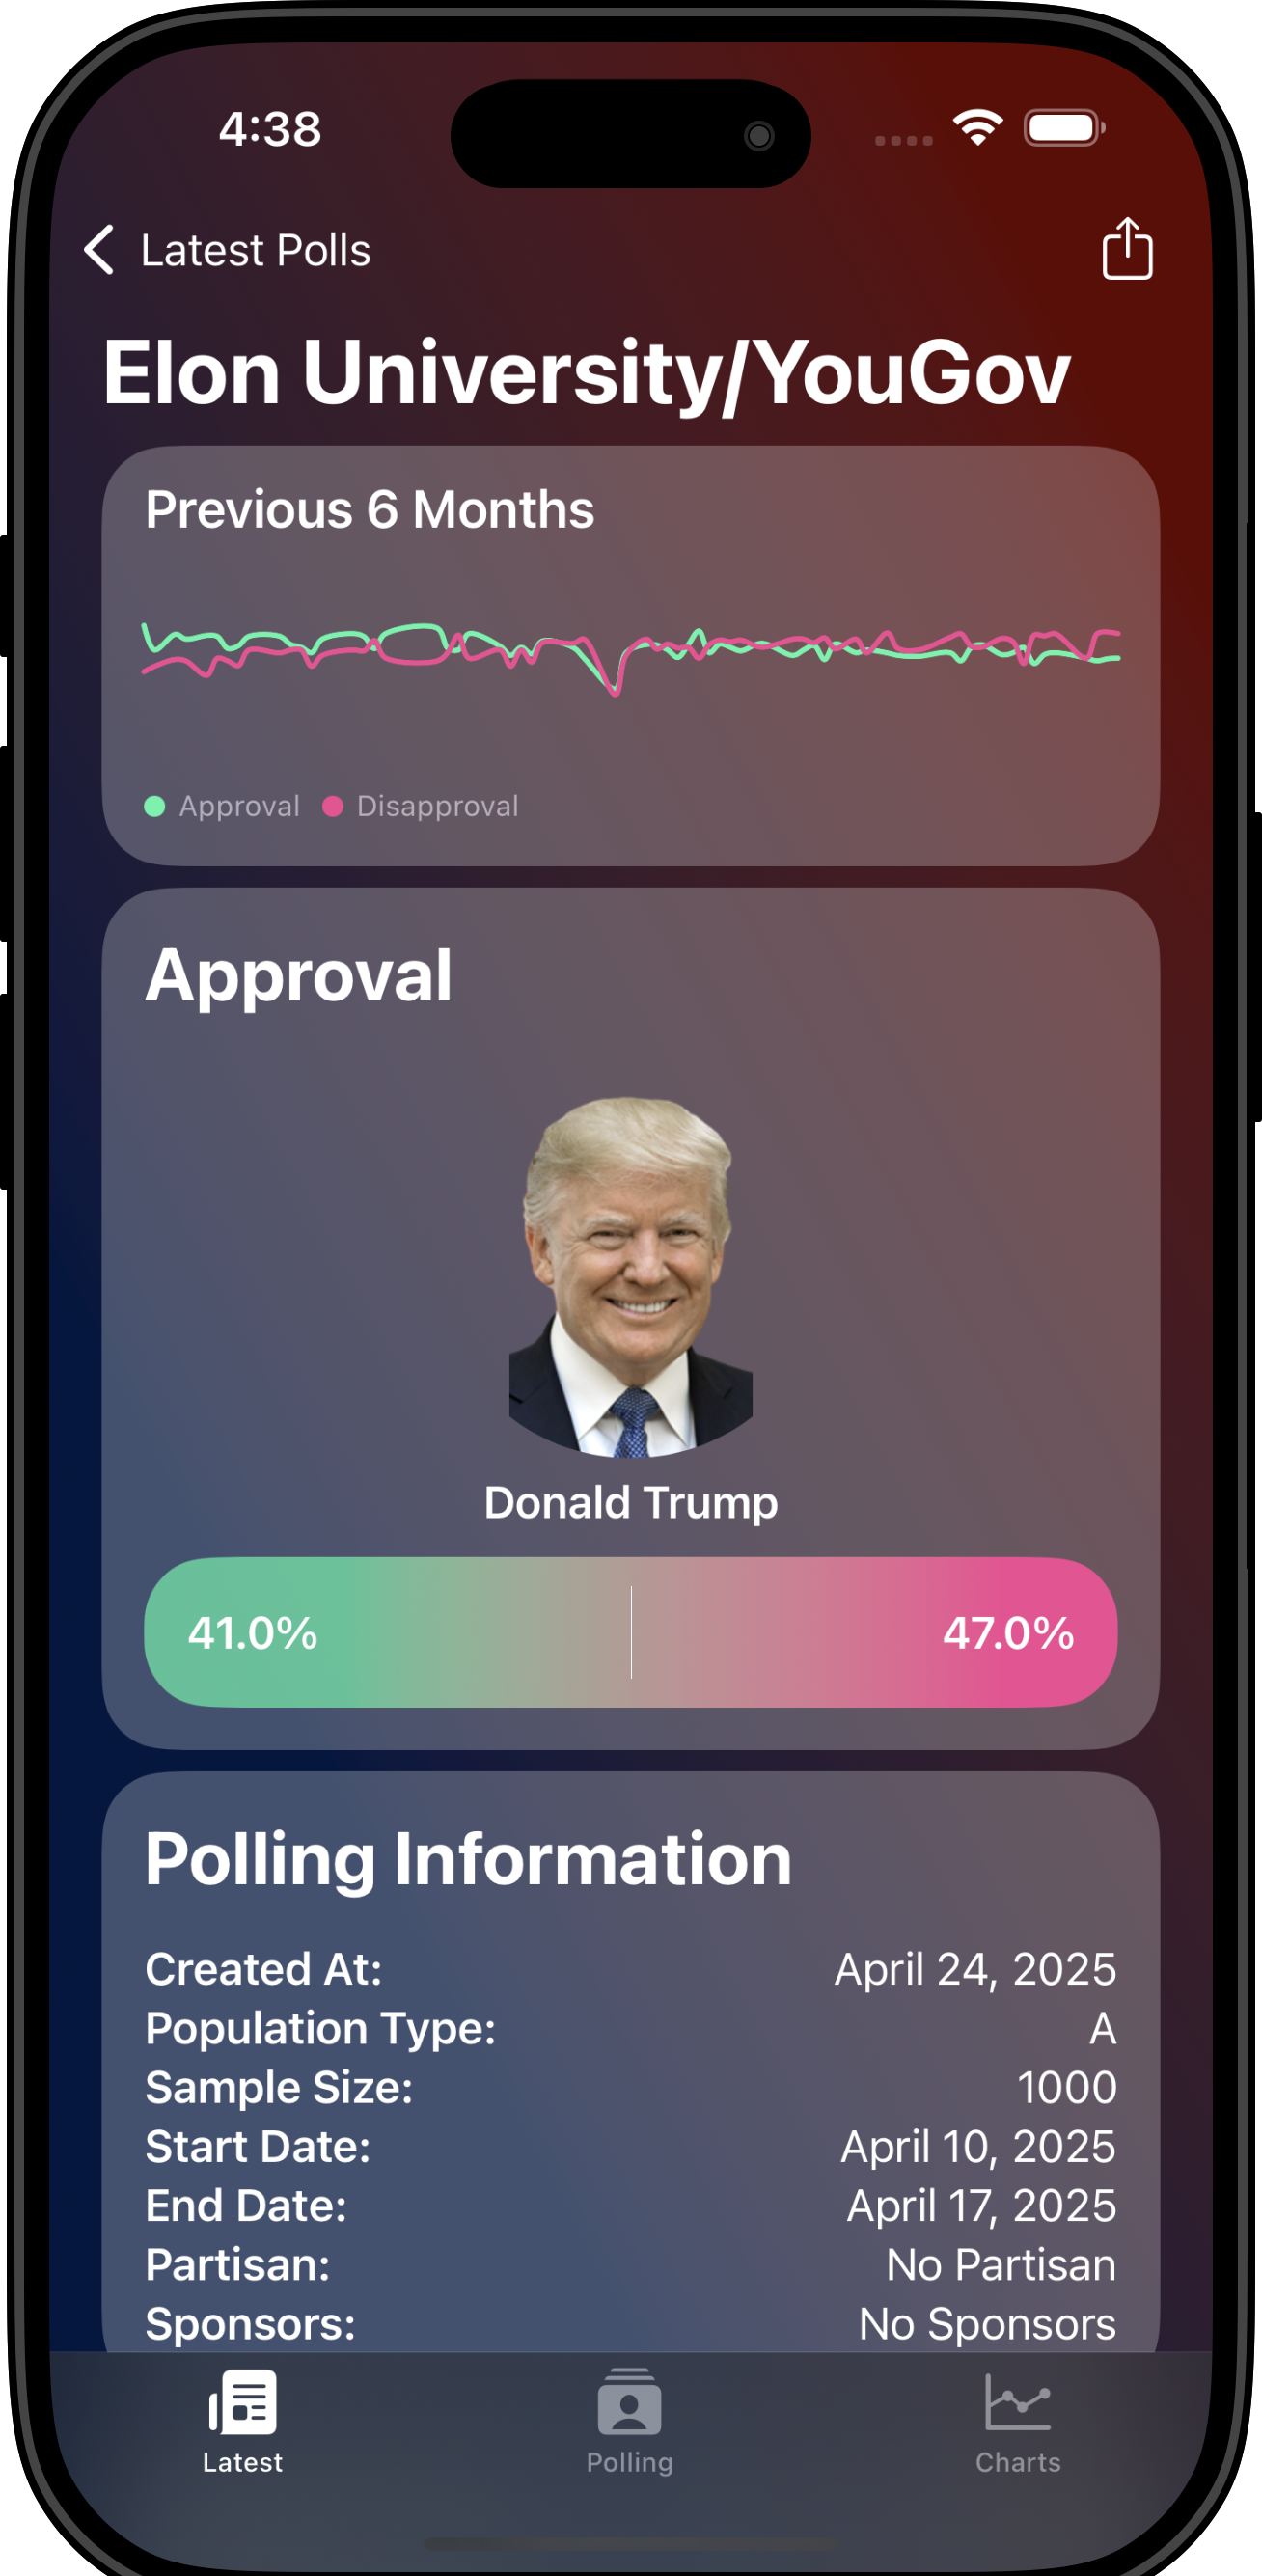 4:38
Latest Polls
Elon University/YouGov
Previous 6 Months
Approval Disapproval
Approval
Donald Trump
41.0% 47.0%
Polling Information
Created At: April 24, 2025
Population Type: A
Sample Size: 1000
Start Date: April 10, 2025
End Date: April 17, 2025
Partisan: No Partisan
Sponsors: No Sponsors
Latest Polling Charts